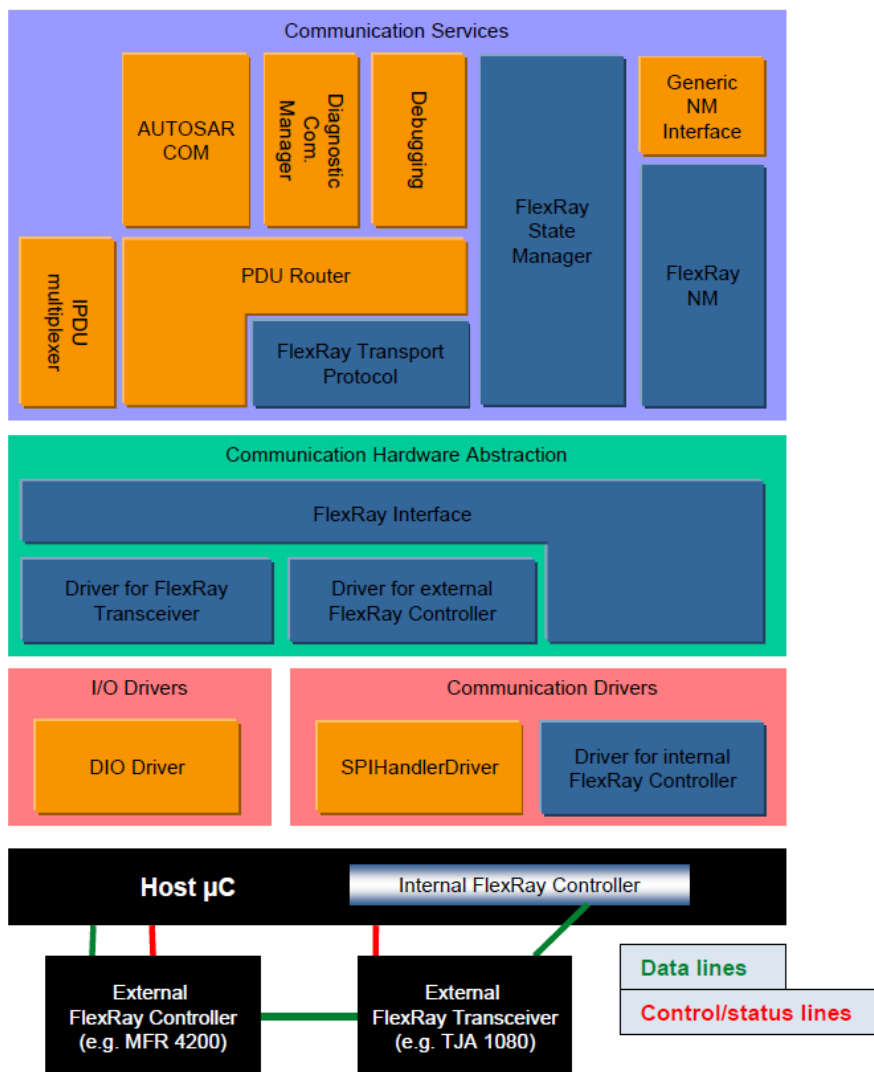 Communication Services
AUTOSAR
COM
Diagnostic
Com.
Manager
Debugging
FlexRay
State
Manager
Generic
NM
Interface
IPDU
multiplexer
PDU Router
FlexRay Transport
Protocol
FlexRay
NM
Communication Hardware Abstraction
FlexRay Interface
Driver for FlexRay
Transceiver
Driver for external
FlexRay Controller
I/O Drivers
Communication Drivers
DIO Driver
SPIHandlerDriver
Driver for internal
FlexRay Controller
Host µC
Internal FlexRay Controller
External
FlexRay Controller
(e.g. MFR 4200)
External
FlexRay Transceiver
(e.g. TJA 1080)
Data lines
Control/status lines